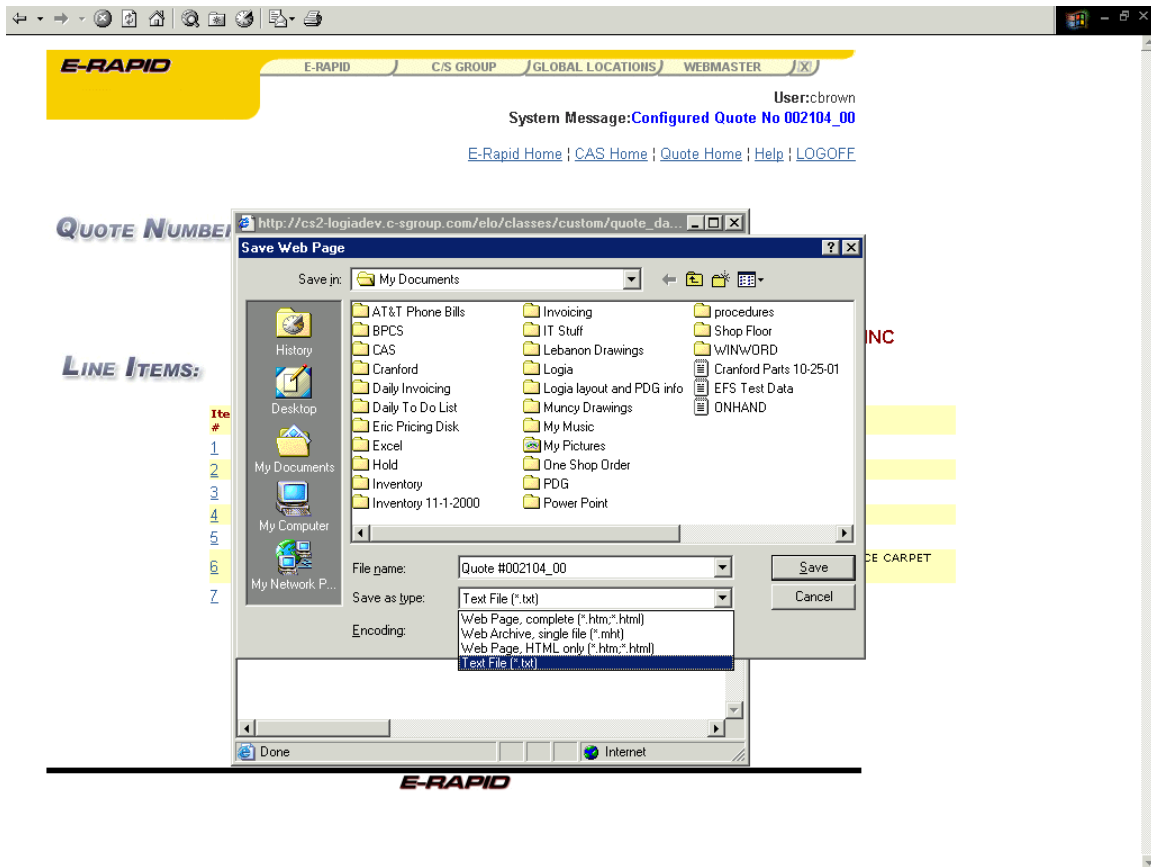 E-RAPID
E-RAPID C/S GROUP GLOBAL LOCATIONS WEBMASTER [X]
User:cbrown
System Message:Configured Quote No 002104_00
E-Rapid Home ¦ CAS Home ¦ Quote Home ¦ Help ¦ LOGOFF
QUOTE NUMBER
http://cs2-logiadev.c-sgroup.com/elo/classes/custom/quote_da...
Save Web Page
Save in: My Documents
History
Desktop
My Documents
My Computer
My Network P...
AT&T Phone Bills
BPCS
CAS
Cranford
Daily Invoicing
Daily To Do List
Eric Pricing Disk
Excel
Hold
Inventory
Inventory 11-1-2000
Invoicing
IT Stuff
Lebanon Drawings
Logia
Logia layout and PDG info
Muncy Drawings
My Music
My Pictures
One Shop Order
PDG
Power Point
procedures
Shop Floor
WINWORD
Cranford Parts 10-25-01
EFS Test Data
ONHAND
INC
LINE ITEMS:
Ite
#
1
2
3
4
5
6
CE CARPET
7
File name: Quote #002104_00 Save
Save as type: Text File (*.txt) Cancel
Encoding:
Web Page, complete (*.htm;*.html)
Web Archive, single file (*.mht)
Web Page, HTML only (*.htm;*.html)
Text File (*.txt)
Done Internet
E-RAPID